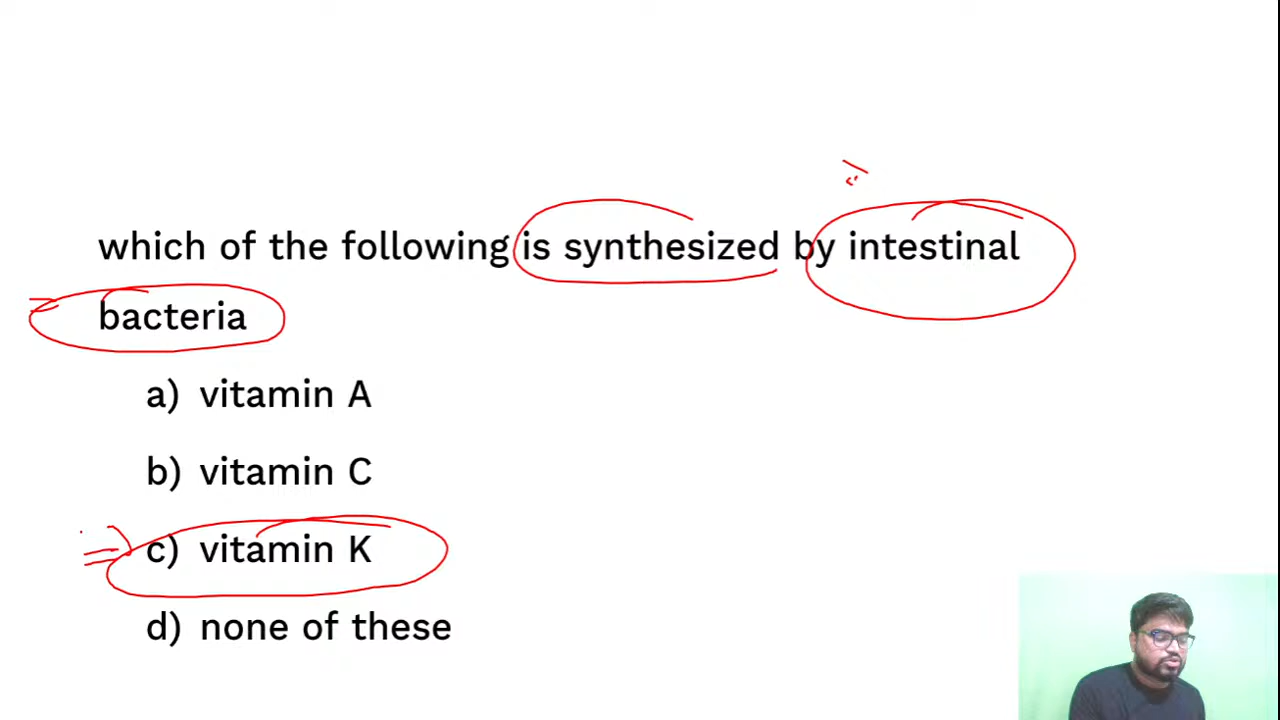 which of the following is synthesized by intestinal
bacteria
a) vitamin A
b) vitamin C
c) vitamin K
d) none of these